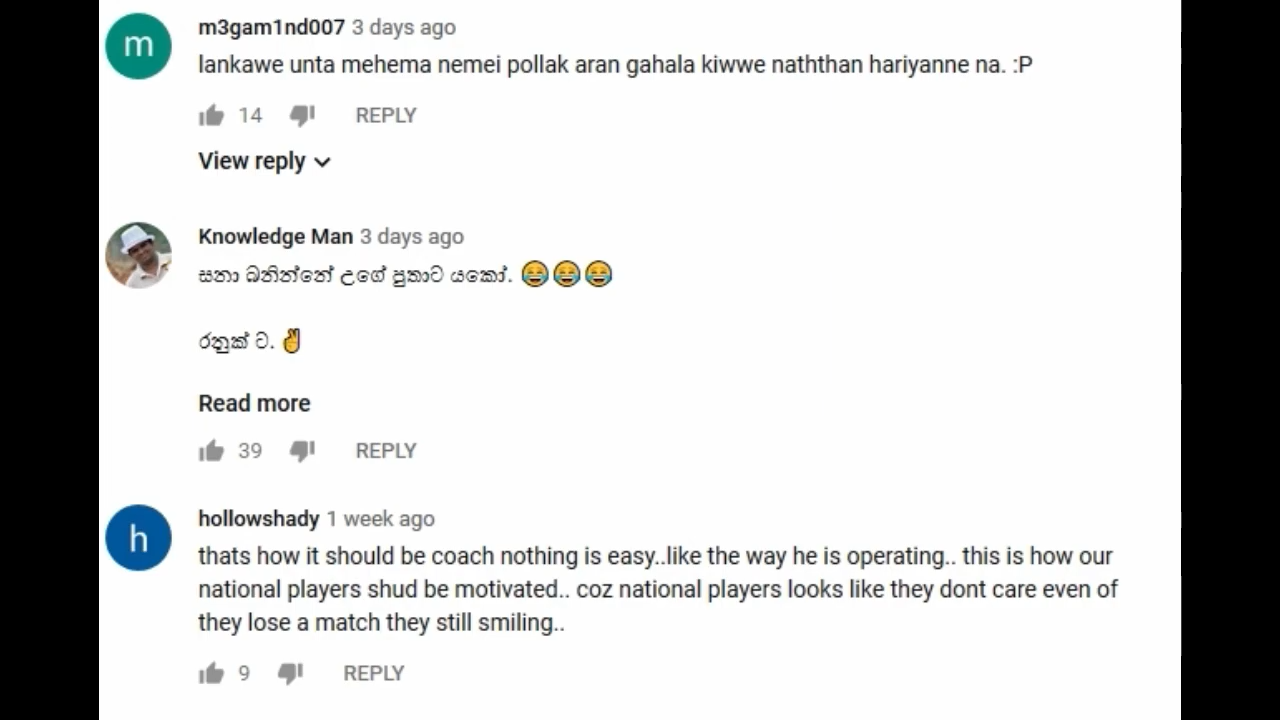 m
m3gam1nd007 3 days ago
lankawe unta mehema nemei pollak aran gahala kiwwe naththan hariyanne na. :P
14 REPLY
View reply
Knowledge Man 3 days ago
සනා බනින්නේ උගේ පුතාට යකෝ. 😂😂😂
රතුක් ට. ✌
Read more
39 REPLY
h
hollowshady 1 week ago
thats how it should be coach nothing is easy..like the way he is operating.. this is how our
national players shud be motivated.. coz national players looks like they dont care even of
they lose a match they still smiling..
9 REPLY